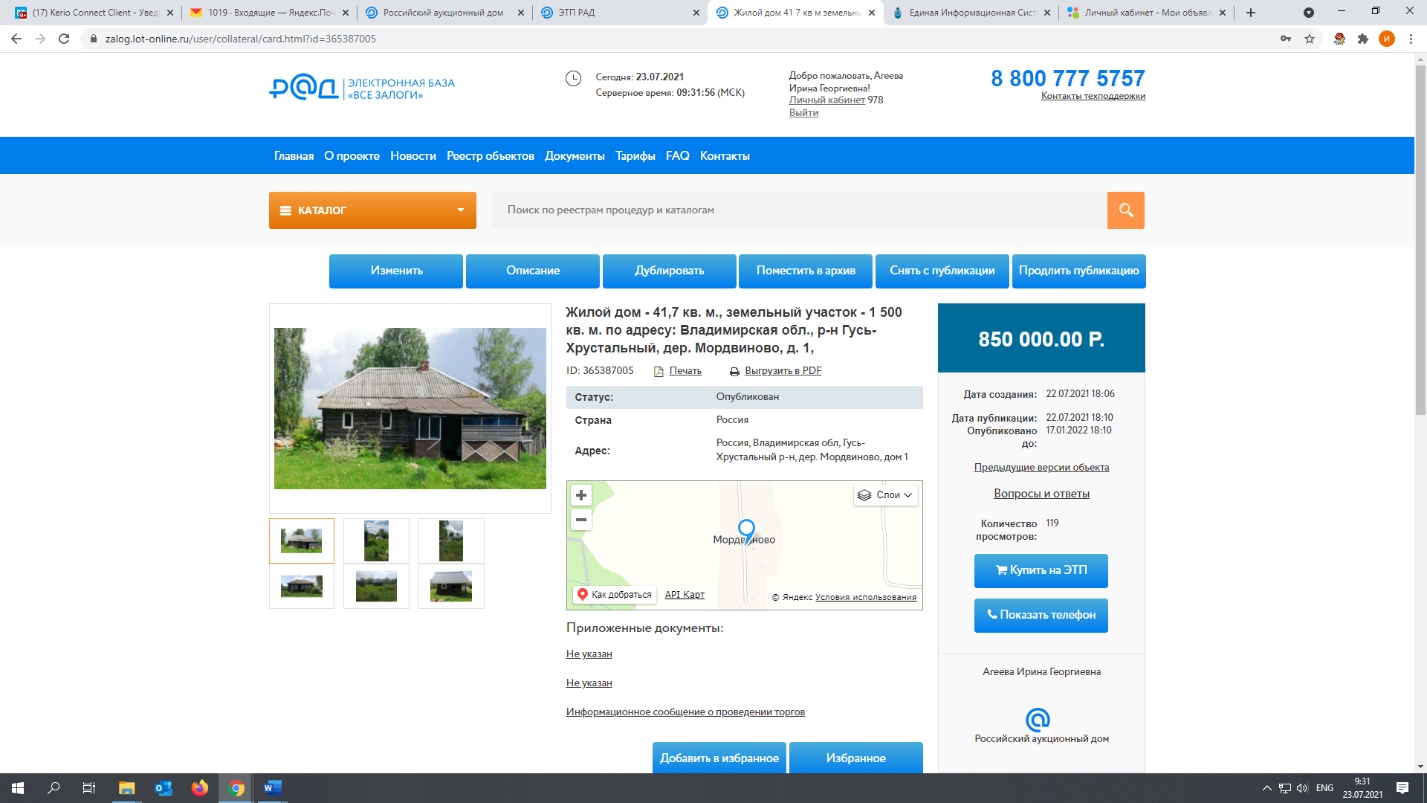 (17) Kerio Connect Client - Увед
1019 - Входящие — Яндекс.Поч
Российский аукционный дом
ЭТП РАД
Жилой дом 41 7 кв м земельн
Единая Информационная Сист
Личный кабинет - Мои объявл
zalog.lot-online.ru/user/collateral/card.html?id=365387005
И
Р@Д ЭЛЕКТРОННАЯ БАЗА
«ВСЕ ЗАЛОГИ»
Сегодня: 23.07.2021
Серверное время: 09:31:56 (МСК)
Добро пожаловать, Агеева
Ирина Георгиевна!
Личный кабинет 978
Выйти
8 800 777 5757
Контакты техподдержки
Главная О проекте Новости Реестр объектов Документы Тарифы FAQ Контакты
КАТАЛОГ
Поиск по реестрам процедур и каталогам
Изменить Описание Дублировать Поместить в архив Снять с публикации Продлить публикацию
Жилой дом - 41,7 кв. м., земельный участок - 1 500
кв. м. по адресу: Владимирская обл., р-н Гусь-
Хрустальный, дер. Мордвиново, д. 1,
ID: 365387005 Печать Выгрузить в PDF
Статус: Опубликован
Страна Россия
Адрес: Россия, Владимирская обл, Гусь-
Хрустальный р-н, дер. Мордвиново, дом 1
Слои
Мордвиново
Как добраться API Карт © Яндекс Условия использования
Приложенные документы:
Не указан
Не указан
Информационное сообщение о проведении торгов
Добавить в избранное Избранное
850 000.00 Р.
Дата создания: 22.07.2021 18:06
Дата публикации: 22.07.2021 18:10
Опубликовано 17.01.2022 18:10
до:
Предыдущие версии объекта
Вопросы и ответы
Количество 119
просмотров:
Купить на ЭТП
Показать телефон
Агеева Ирина Георгиевна
@
Российский аукционный дом
ENG
9:31
23.07.2021